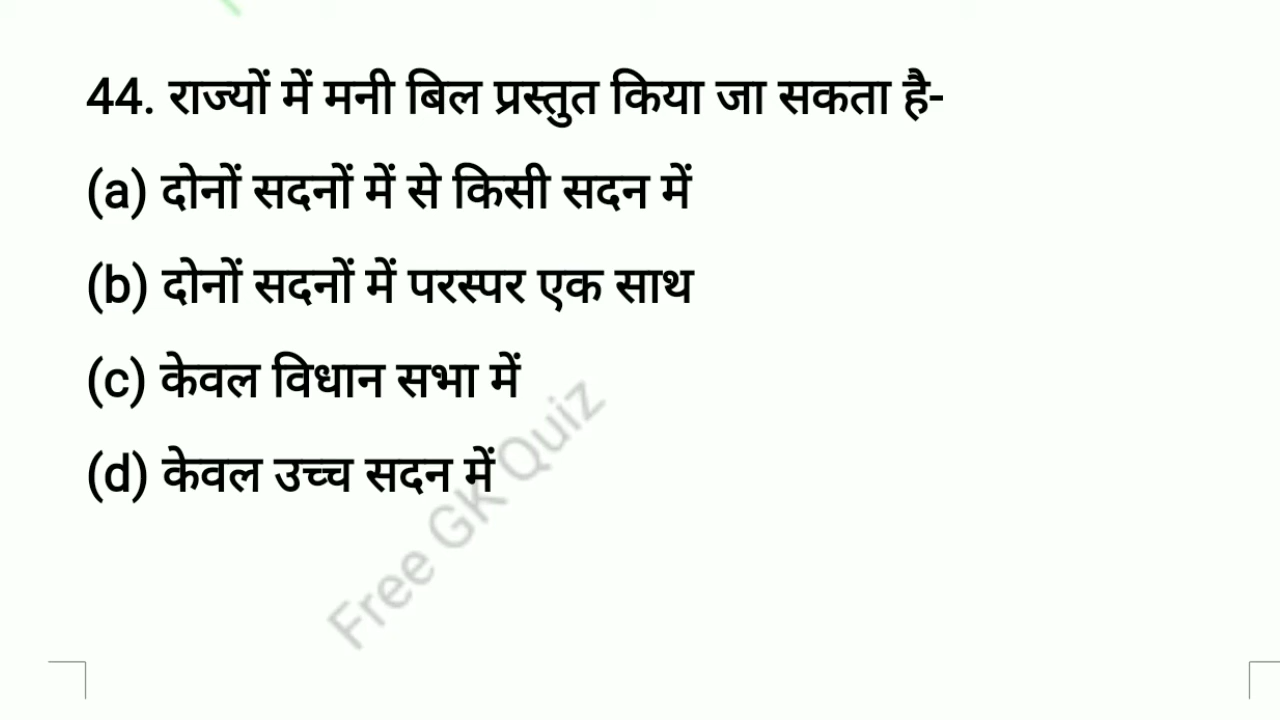 44. राज्यों में मनी बिल प्रस्तुत किया जा सकता है-
(a) दोनों सदनों में से किसी सदन में
(b) दोनों सदनों में परस्पर एक साथ
(c) केवल विधान सभा में
(d) केवल उच्च सदन में
Free GK Quiz